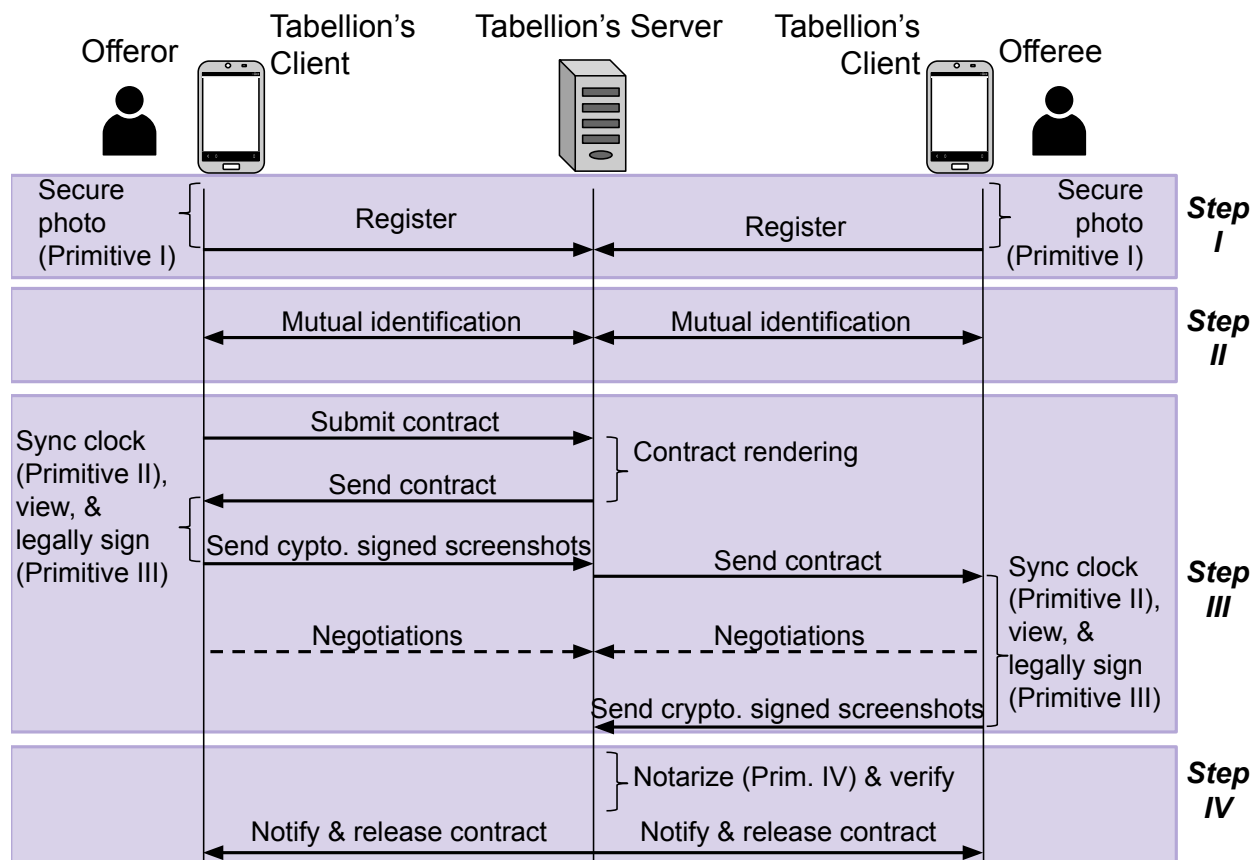 Offeror
Tabellion's
Client
Tabellion's Server
Tabellion's
Client
Offeree
Secure
photo
(Primitive I)
Register
Register
Secure
photo
(Primitive I)
Step
I
Mutual identification
Mutual identification
Step
II
Submit contract
Sync clock
(Primitive II),
view, &
legally sign
(Primitive III)
Contract rendering
Send contract
Send cypto. signed screenshots
Send contract
Sync clock
(Primitive II),
view, &
legally sign
(Primitive III)
Step
III
Negotiations
Negotiations
Send crypto. signed screenshots
Notarize (Prim. IV) & verify
Step
IV
Notify & release contract
Notify & release contract